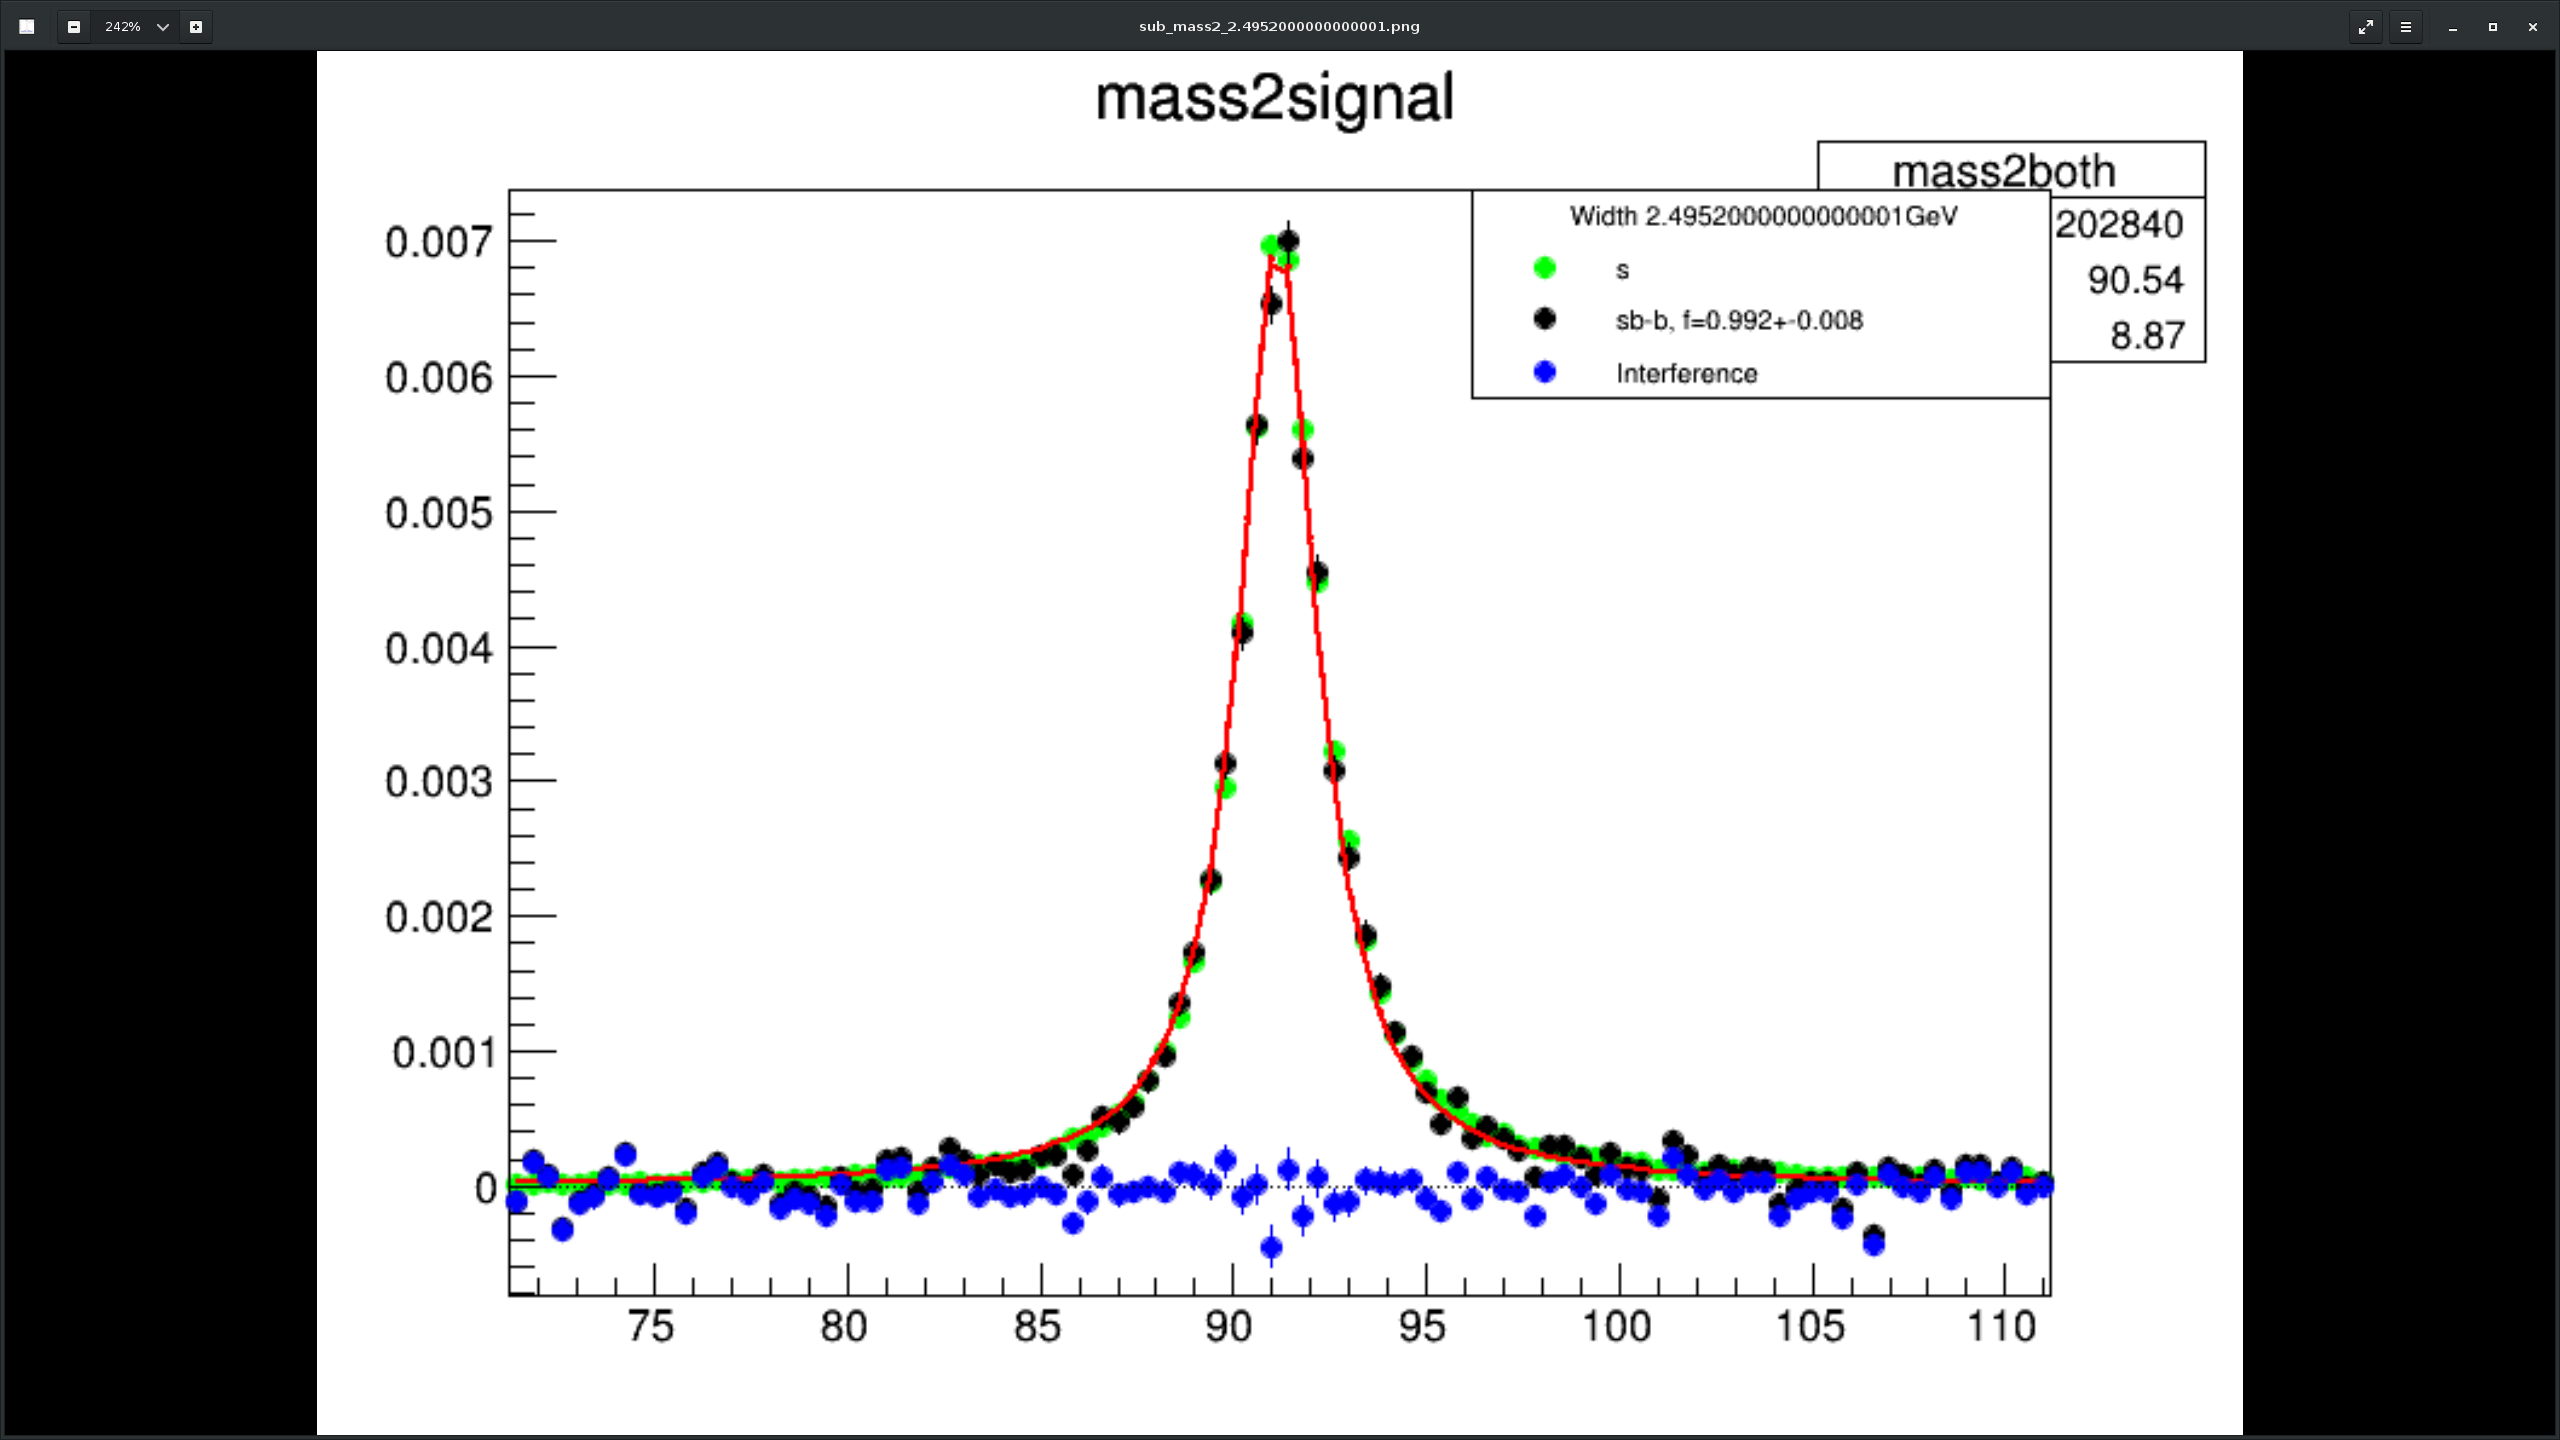 242%
sub_mass2_2.4952000000000001.png
mass2signal
mass2both
202840
90.54
8.87
Width 2.4952000000000001GeV
s
sb-b, f=0.992+-0.008
Interference
0.007
0.006
0.005
0.004
0.003
0.002
0.001
0
75 80 85 90 95 100 105 110